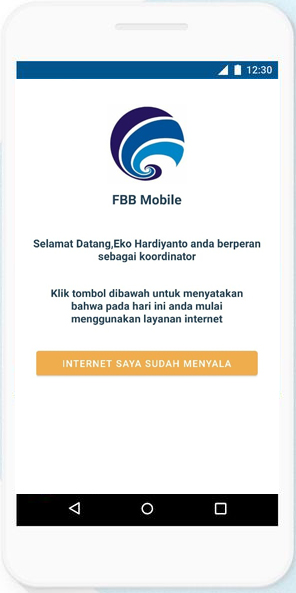 12:30
FBB Mobile
Selamat Datang,Eko Hardiyanto anda berperan
sebagai koordinator
Klik tombol dibawah untuk menyatakan
bahwa pada hari ini anda mulai
menggunakan layanan internet
INTERNET SAYA SUDAH MENYALA